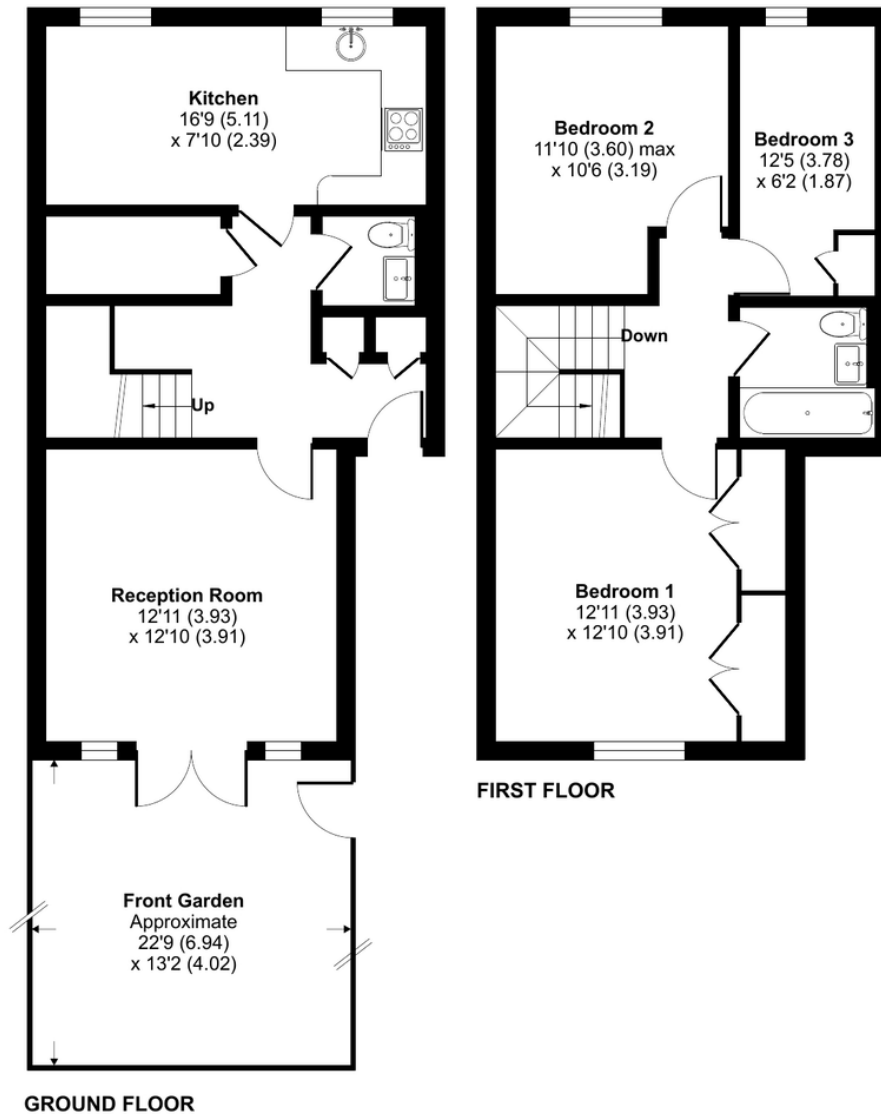 Kitchen
16'9 (5.11)
x 7'10 (2.39)
Up
Reception Room
12'11 (3.93)
x 12'10 (3.91)
Front Garden
Approximate
22'9 (6.94)
x 13'2 (4.02)
GROUND FLOOR
Bedroom 2
11'10 (3.60) max
x 10'6 (3.19)
Bedroom 3
12'5 (3.78)
x 6'2 (1.87)
Down
Bedroom 1
12'11 (3.93)
x 12'10 (3.91)
FIRST FLOOR